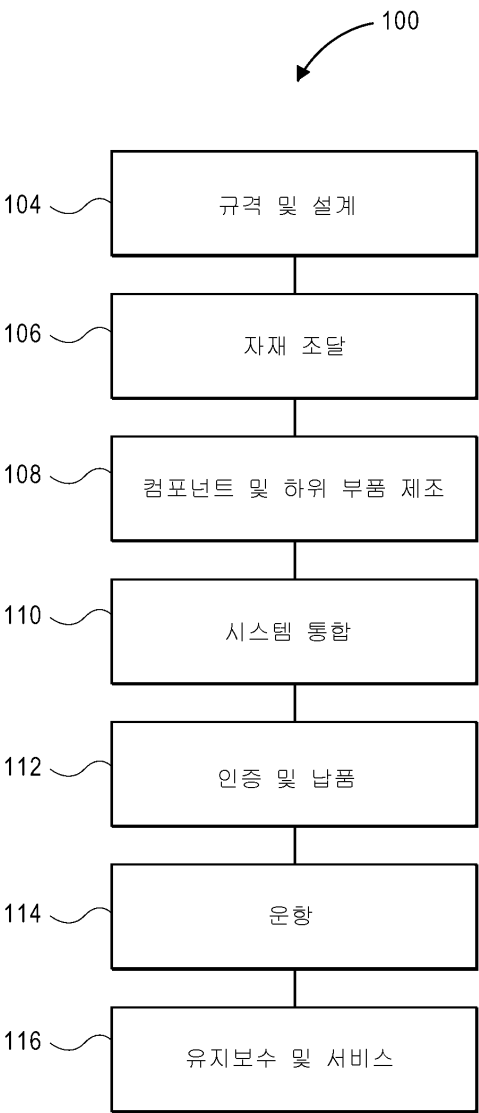 100
104
규격 및 설계
106
자재 조달
108
컴포넌트 및 하위 부품 제조
110
시스템 통합
112
인증 및 납품
114
운항
116
유지보수 및 서비스